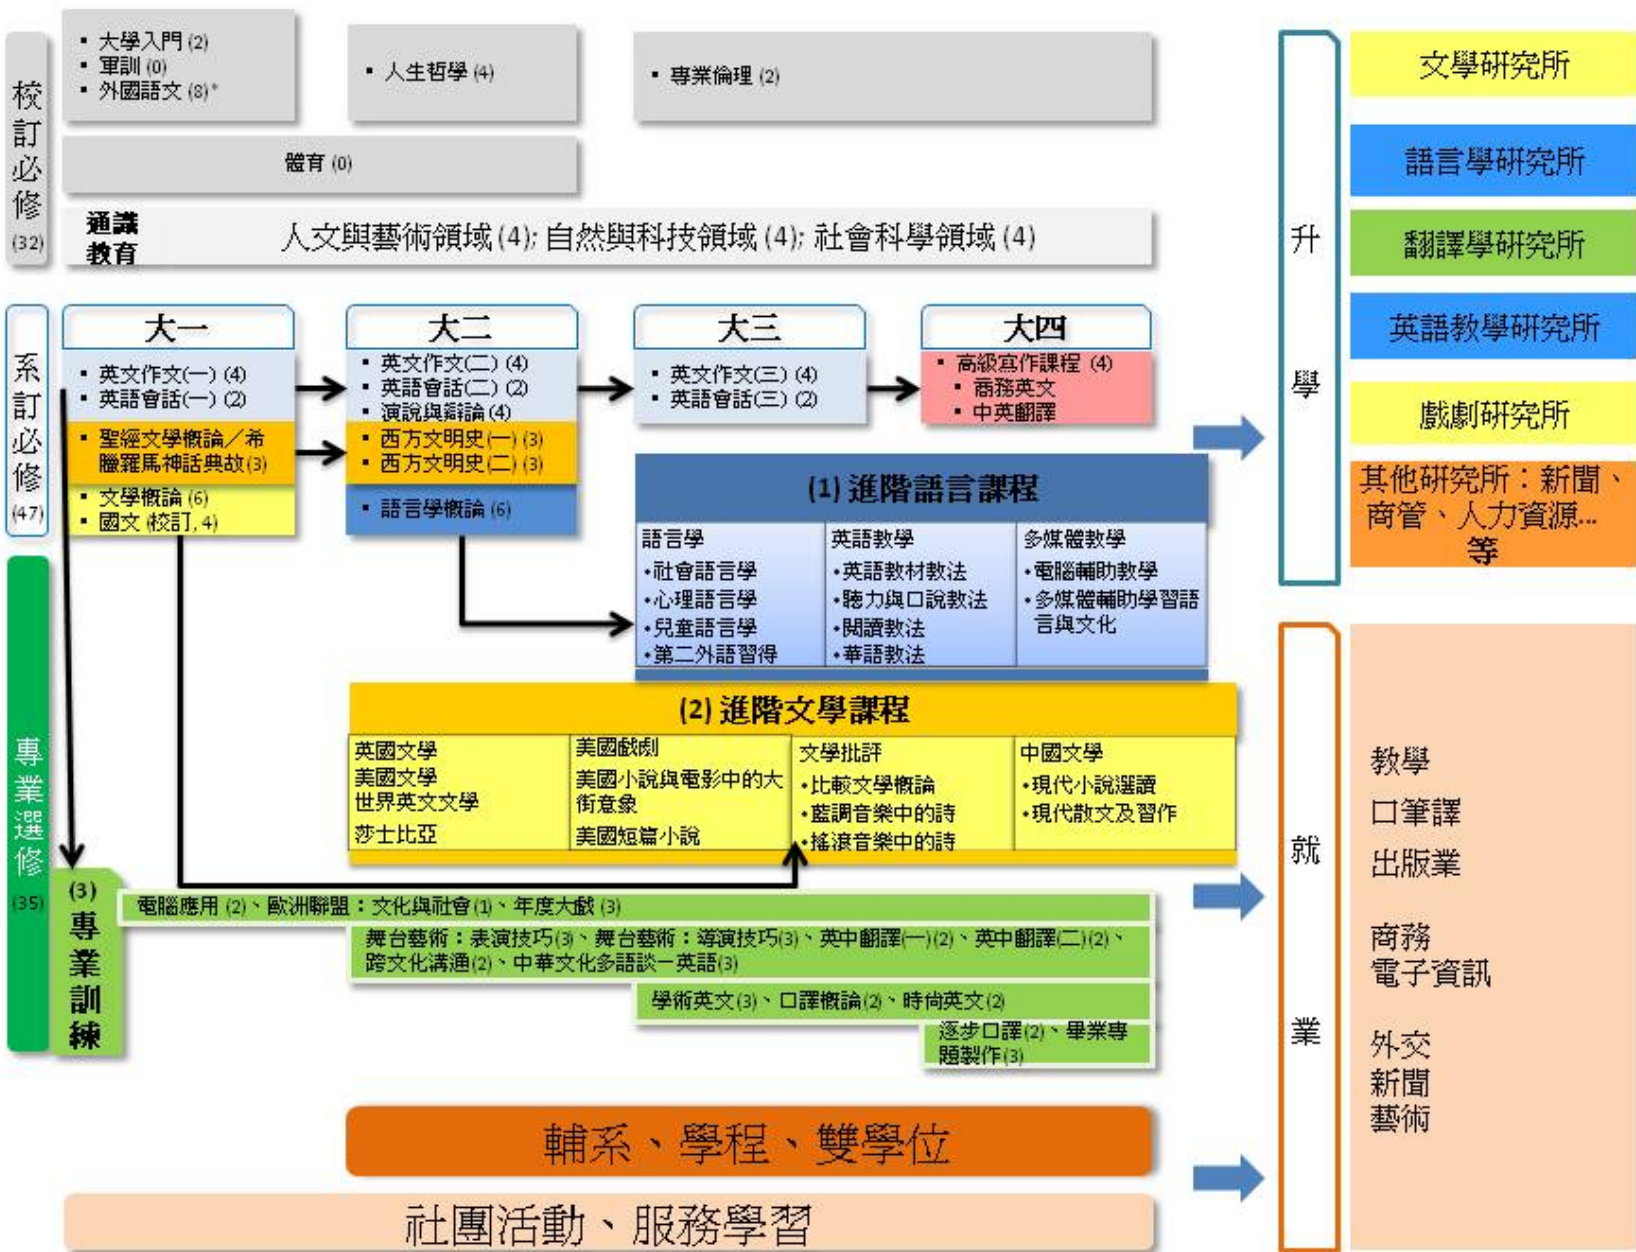 校訂必修
(32)
▪ 大學入門 (2)
▪ 軍訓 (0)
▪ 外國語文 (8)*
▪ 人生哲學 (4)
▪ 專業倫理 (2)
體育 (0)
通識
教育
人文與藝術領域 (4); 自然與科技領域 (4); 社會科學領域 (4)
系訂必修
(47)
大一
▪ 英文作文(一) (4)
▪ 英語會話(一) (2)
▪ 聖經文學概論／希
臘羅馬神話典故(3)
▪ 文學概論 (6)
▪ 國文 (校訂, 4)
大二
▪ 英文作文(二) (4)
▪ 英語會話(二) (2)
▪ 演說與辯論 (4)
▪ 西方文明史(一) (3)
▪ 西方文明史(二) (3)
▪ 語言學概論 (6)
大三
▪ 英文作文(三) (4)
▪ 英語會話(三) (2)
大四
▪ 高級寫作課程 (4)
▪ 商務英文
▪ 中英翻譯
專業選修
(35)
(1) 進階語言課程
語言學
•社會語言學
•心理語言學
•兒童語言學
•第二外語習得
英語教學
•英語教材教法
•聽力與口說教法
•閱讀教法
•華語教法
多媒體教學
•電腦輔助教學
•多媒體輔助學習語
言與文化
(2) 進階文學課程
英國文學
美國文學
世界英文文學
莎士比亞
美國戲劇
美國小說與電影中的大
街意象
美國短篇小說
文學批評
•比較文學概論
•藍調音樂中的詩
•搖滾音樂中的詩
中國文學
•現代小說選讀
•現代散文及習作
(3)
專業訓練
電腦應用 (2)、歐洲聯盟：文化與社會(1)、年度大戲 (3)
舞台藝術：表演技巧(3)、舞台藝術：導演技巧(3)、英中翻譯(一)(2)、英中翻譯(二)(2)、
跨文化溝通(2)、中華文化多語談－英語(3)
學術英文(3)、口譯概論(2)、時尚英文(2)
逐步口譯(2)、畢業專
題製作(3)
輔系、學程、雙學位
社團活動、服務學習
升學
文學研究所
語言學研究所
翻譯學研究所
英語教學研究所
戲劇研究所
其他研究所：新聞、
商管、人力資源...
等
就業
教學
口筆譯
出版業
商務
電子資訊
外交
新聞
藝術